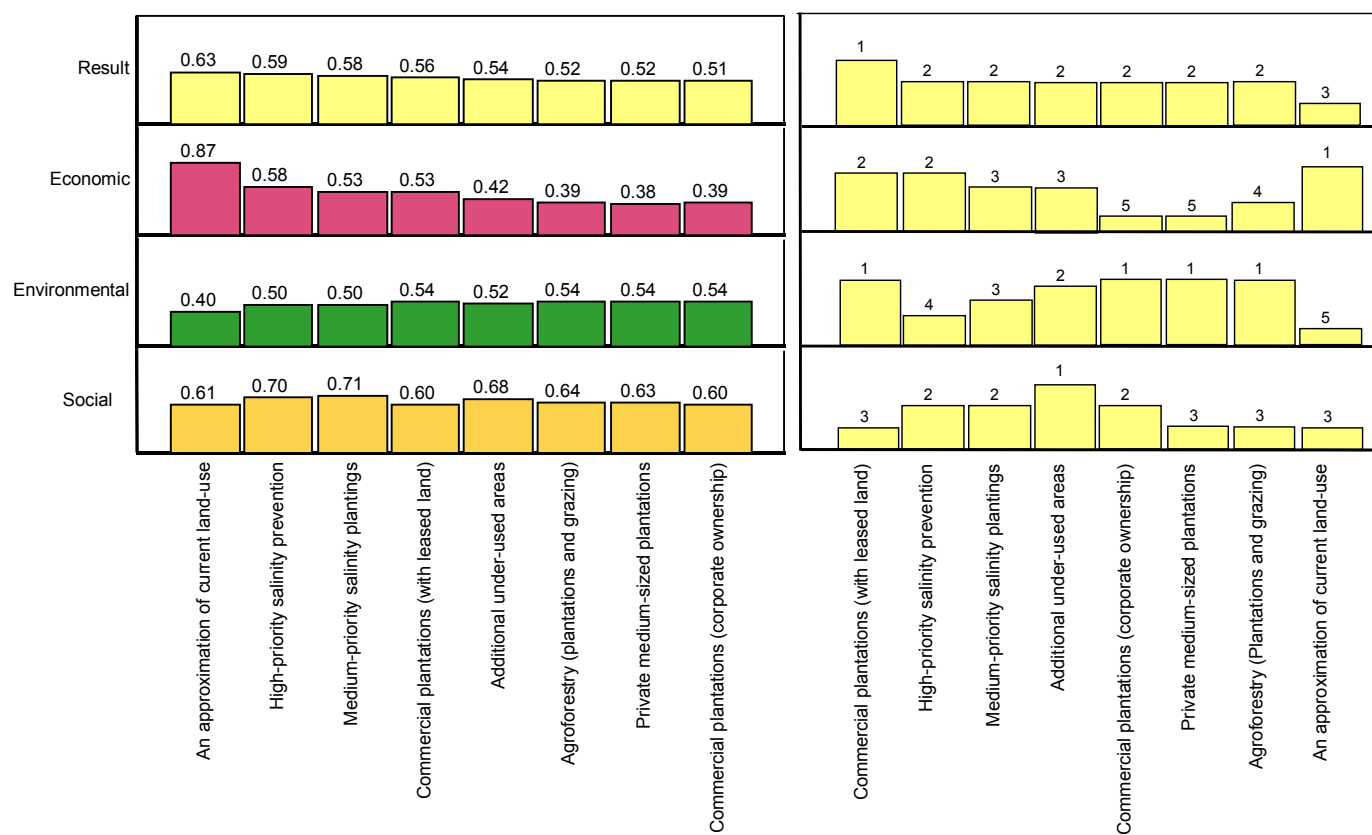 Result
0.63 0.59 0.58 0.56 0.54 0.52 0.52 0.51
Economic
0.87 0.58 0.53 0.53 0.42 0.39 0.38 0.39
Environmental
0.40 0.50 0.50 0.54 0.52 0.54 0.54 0.54
Social
0.61 0.70 0.71 0.60 0.68 0.64 0.63 0.60
An approximation of current land-use
High-priority salinity prevention
Medium-priority salinity plantings
Commercial plantations (with leased land)
Additional under-used areas
Agroforestry (plantations and grazing)
Private medium-sized plantations
Commercial plantations (corporate ownership)
1 2 2 2 2 2 2 3
2 2 3 3 5 5 4 1
1 4 3 2 1 1 1 5
3 2 2 1 2 3 3 3
Commercial plantations (with leased land)
High-priority salinity prevention
Medium-priority salinity plantings
Additional under-used areas
Commercial plantations (corporate ownership)
Private medium-sized plantations
Agroforestry (Plantations and grazing)
An approximation of current land-use